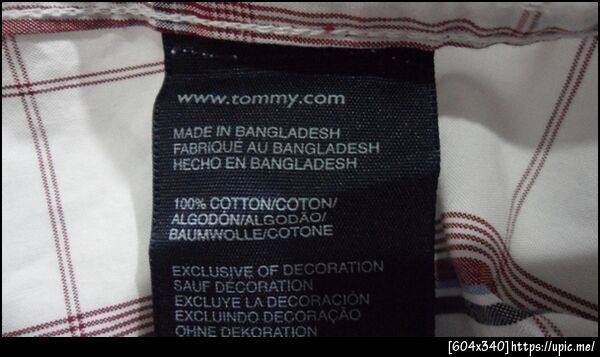 www.tommy.com
MADE IN BANGLADESH
FABRIQUÉ AU BANGLADESH
HECHO EN BANGLADESH
100% COTTON/COTON/
ALGODÓN/ALGODÃO/
BAUMWOLLE/COTONE
EXCLUSIVE OF DECORATION
SAUF DÉCORATION
EXCLUYE LA DECORACIÓN
EXCLUINDO DECORAÇÃO
OHNE DEKORATION
[604x340]https://upic.me/